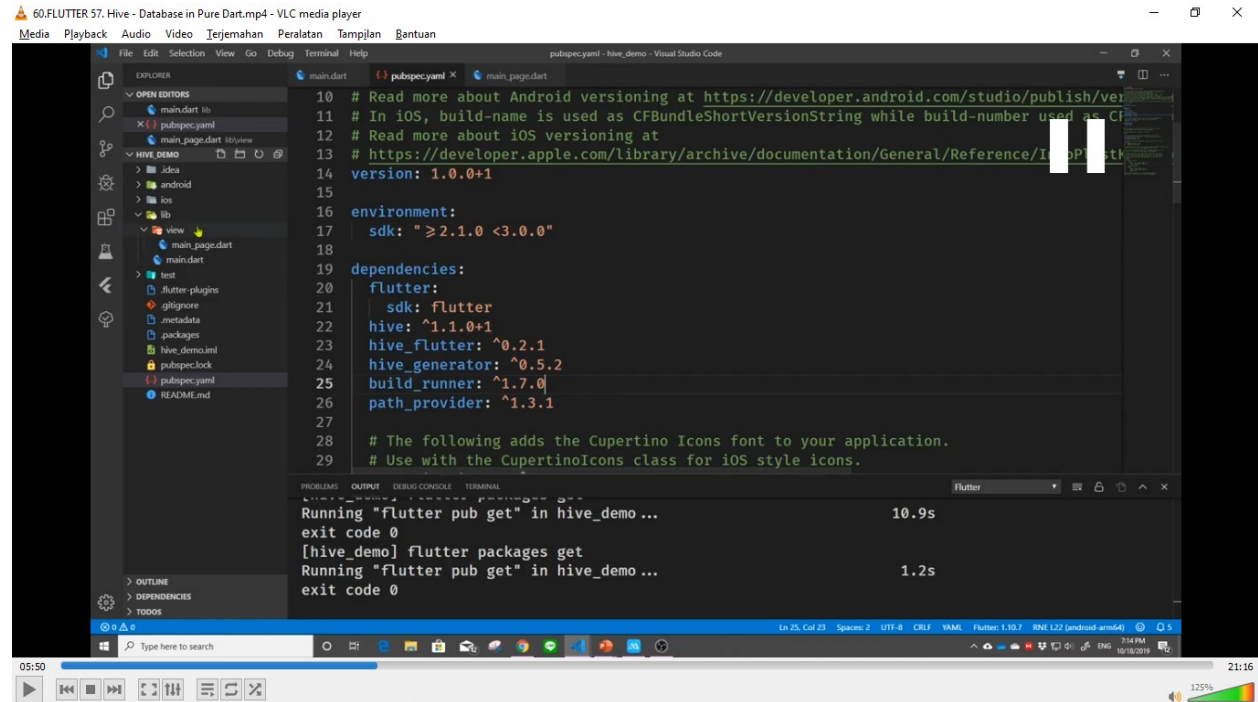 60.FLUTTER 57. Hive - Database in Pure Dart.mp4 - VLC media player
Media Playback Audio Video Terjemahan Peralatan Tampilan Bantuan
File Edit Selection View Go Debug Terminal Help
pubspec.yaml - hive_demo - Visual Studio Code
EXPLORER
OPEN EDITORS
main.dart lib
pubspec.yaml
main_page.dart lib\view
HIVE_DEMO
.idea
android
ios
lib
view
main_page.dart
main.dart
test
.flutter-plugins
.gitignore
.metadata
.packages
hive_demo.iml
pubspec.lock
pubspec.yaml
README.md
OUTLINE
DEPENDENCIES
TODOS
main.dart pubspec.yaml main_page.dart
10 # Read more about Android versioning at https://developer.android.com/studio/publish/ver
11 # In iOS, build-name is used as CFBundleShortVersionString while build-number used as CF
12 # Read more about iOS versioning at
13 # https://developer.apple.com/library/archive/documentation/General/Reference/
14 version: 1.0.0+1
15
16 environment:
17 sdk: "≥2.1.0 <3.0.0"
18
19 dependencies:
20 flutter:
21 sdk: flutter
22 hive: ^1.1.0+1
23 hive_flutter: ^0.2.1
24 hive_generator: ^0.5.2
25 build_runner: ^1.7.0
26 path_provider: ^1.3.1
27
28 # The following adds the Cupertino Icons font to your application.
29 # Use with the CupertinoIcons class for iOS style icons.
PROBLEMS OUTPUT DEBUG CONSOLE TERMINAL
Flutter
Running "flutter pub get" in hive_demo... 10.9s
exit code 0
[hive_demo] flutter packages get
Running "flutter pub get" in hive_demo... 1.2s
exit code 0
0 0
Ln 25, Col 23 Spaces: 2 UTF-8 CRLF YAML Flutter: 1.10.7 RNE L22 (android-arm64) 5
Type here to search
ENG
7:14 PM
10/18/2019
05:50
21:16
125%